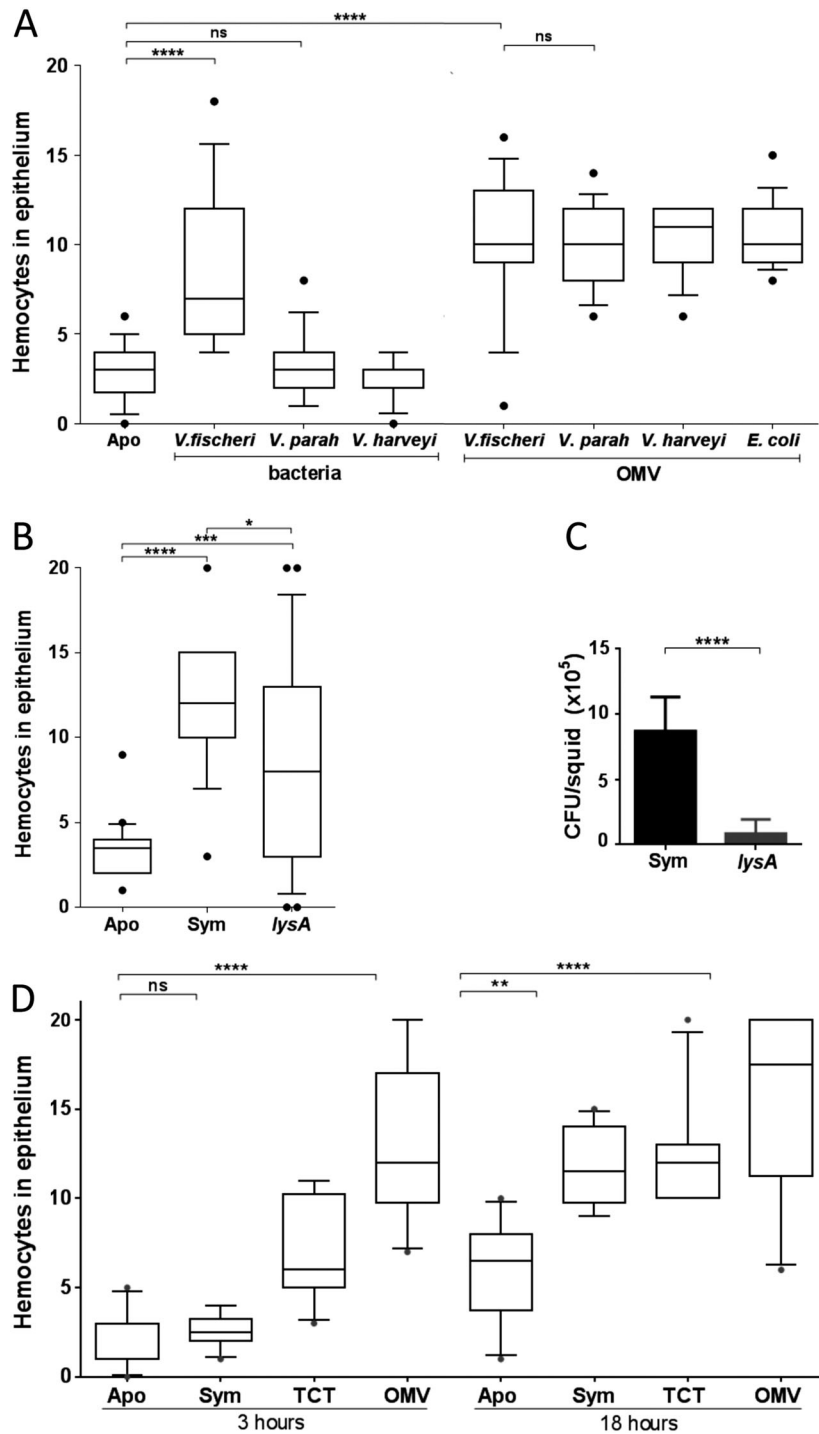 A
****
ns
****
ns
Hemocytes in epithelium
20
15
10
5
0
Apo V.fischeri V. parah V. harveyi V.fischeri V. parah V. harveyi E. coli
bacteria OMV
B
*
***
****
Hemocytes in epithelium
20
15
10
5
0
Apo Sym lysA
C
****
CFU/squid (x10⁵)
15
10
5
0
Sym lysA
D
****
ns
****
**
Hemocytes in epithelium
20
15
10
5
0
Apo Sym TCT OMV Apo Sym TCT OMV
3 hours 18 hours